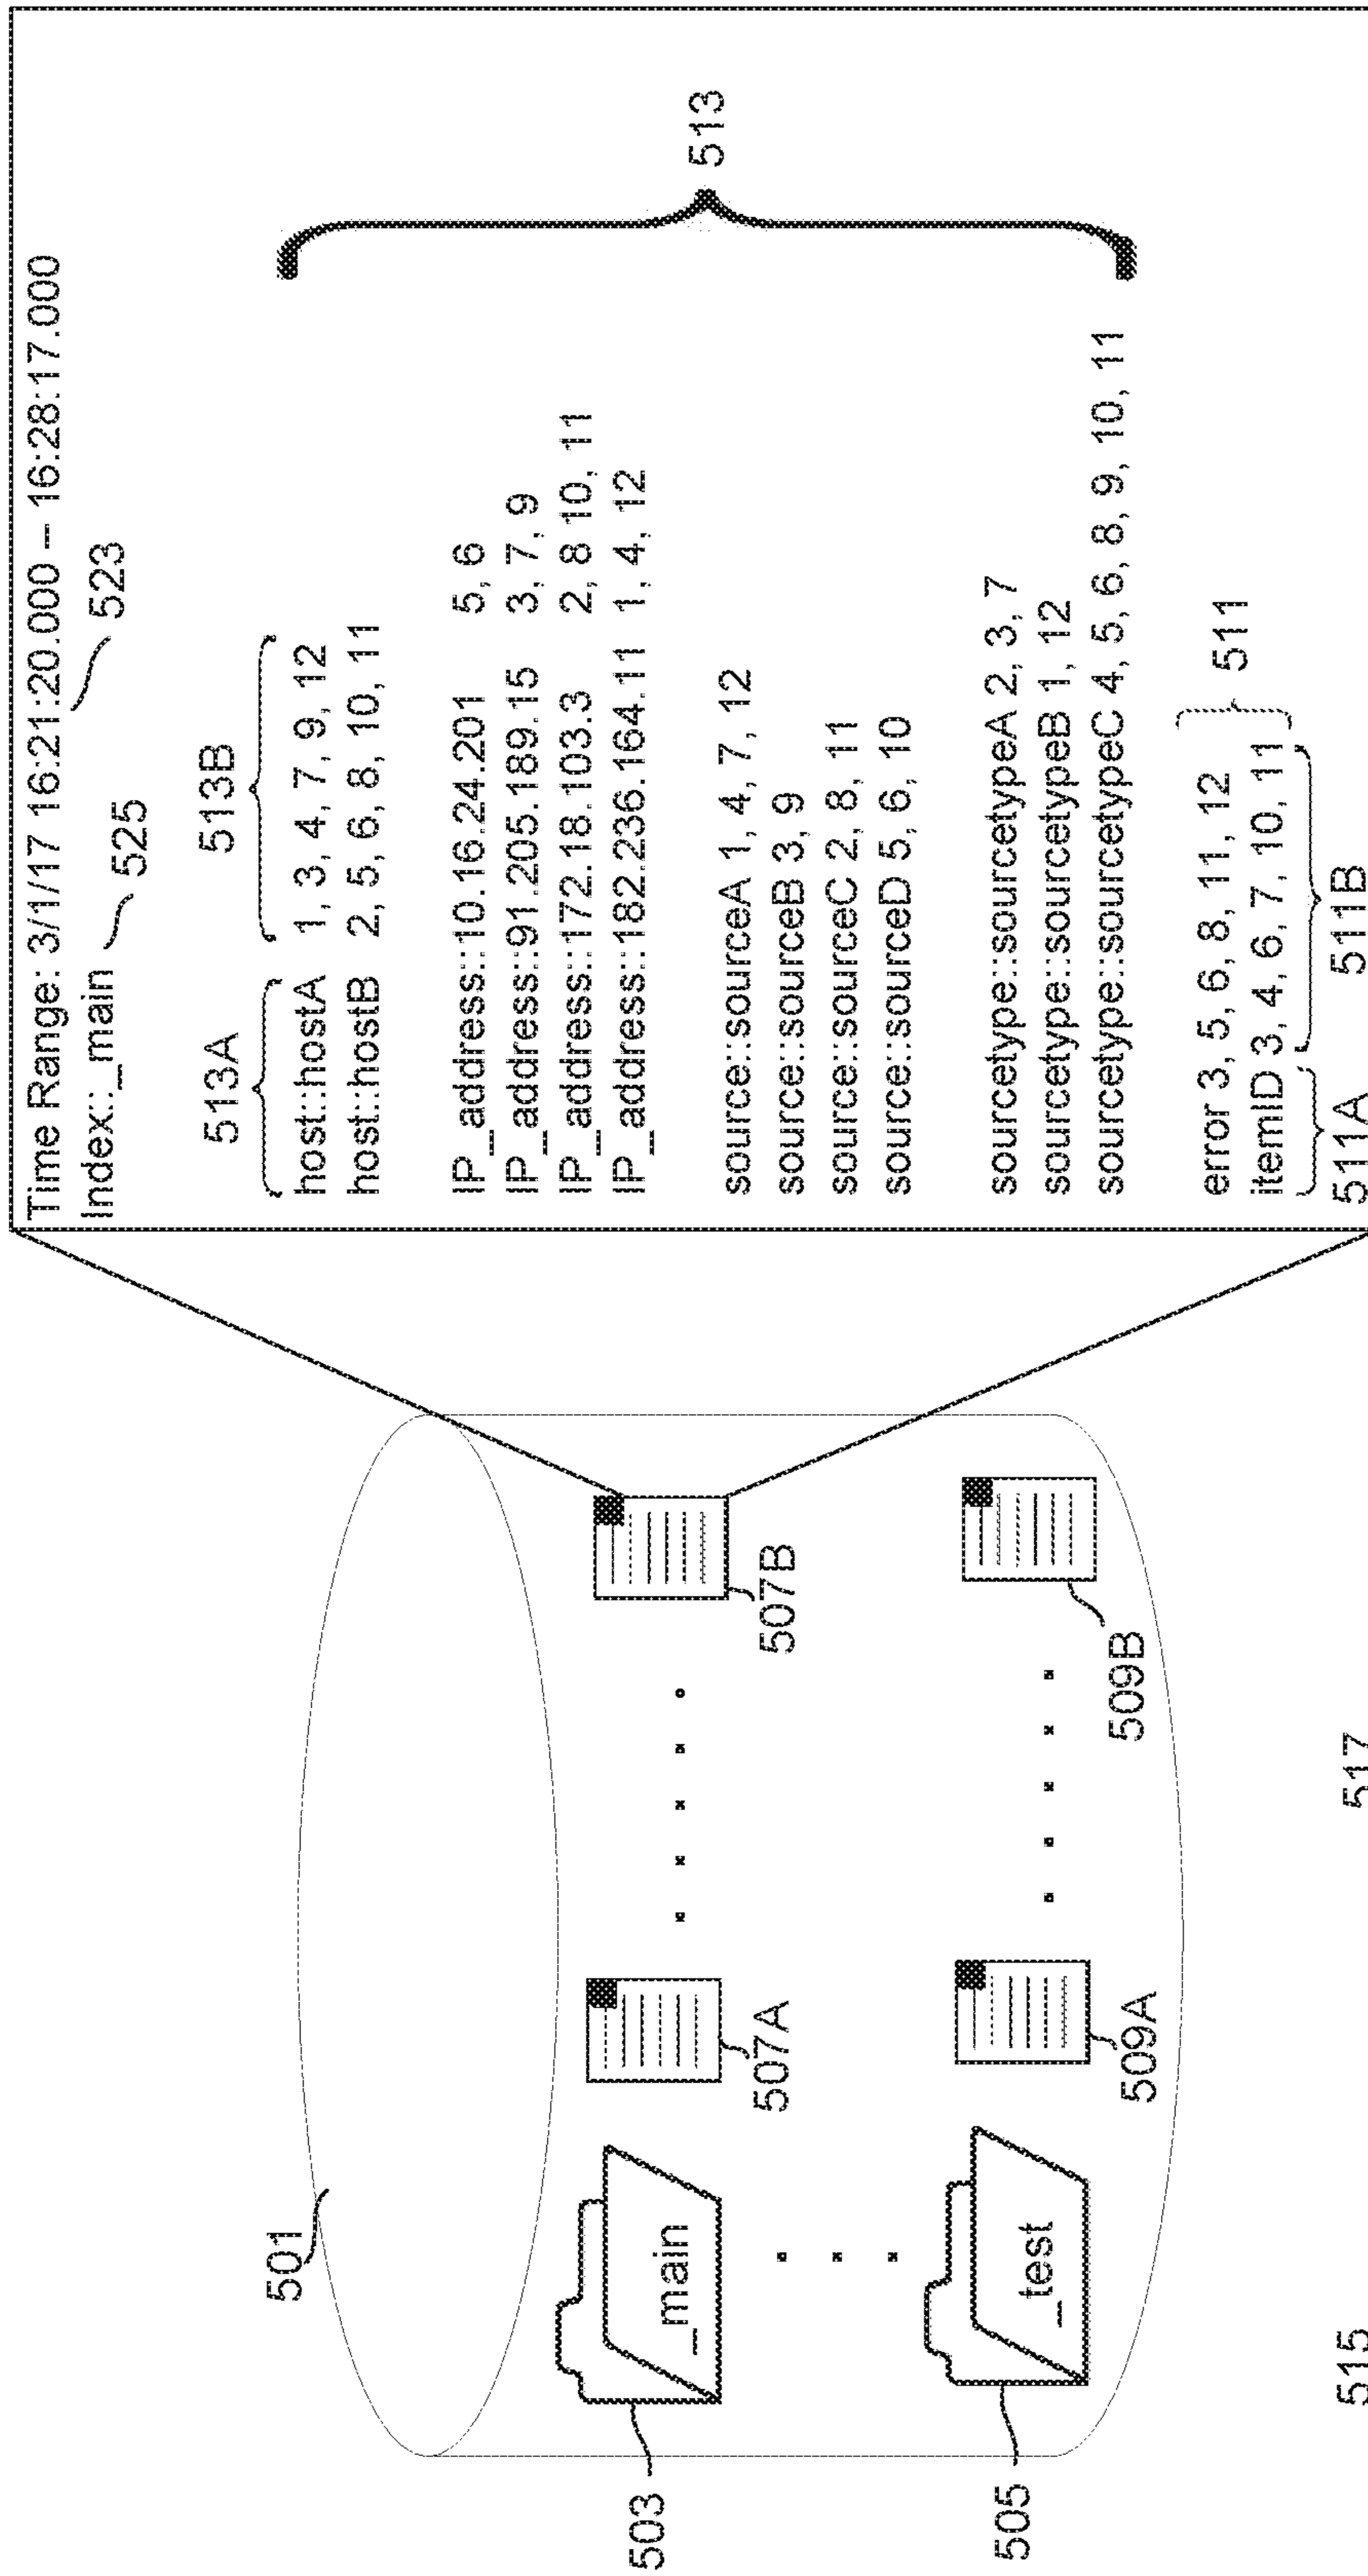 Time Range: 3/1/17 16:21:20.000 – 16:28:17.000
523
Index::_main
525
513A
513B
host::hostA 1, 3, 4, 7, 9, 12
host::hostB 2, 5, 6, 8, 10, 11
IP_address::10.16.24.201 5, 6
IP_address::91.205.189.15 3, 7, 9
IP_address::172.18.103.3 2, 8 10, 11
IP_address::182.236.164.11 1, 4, 12
513
source::sourceA 1, 4, 7, 12
source::sourceB 3, 9
source::sourceC 2, 8, 11
source::sourceD 5, 6, 10
sourcetype::sourcetypeA 2, 3, 7
sourcetype::sourcetypeB 1, 12
sourcetype::sourcetypeC 4, 5, 6, 8, 9, 10, 11
error 3, 5, 6, 8, 11, 12
itemID 3, 4, 6, 7, 10, 11
511
511A
511B
501
503
_main
507A
507B
505
_test
509A
509B
515
517